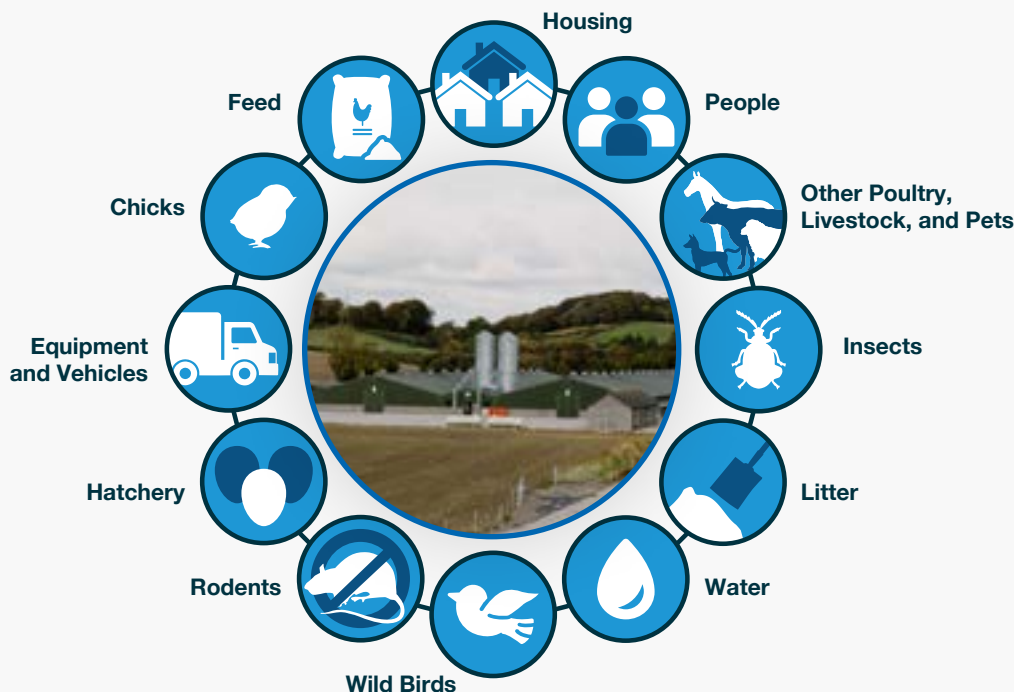 Housing
People
Other Poultry,
Livestock, and Pets
Insects
Litter
Water
Wild Birds
Rodents
Hatchery
Equipment
and Vehicles
Chicks
Feed